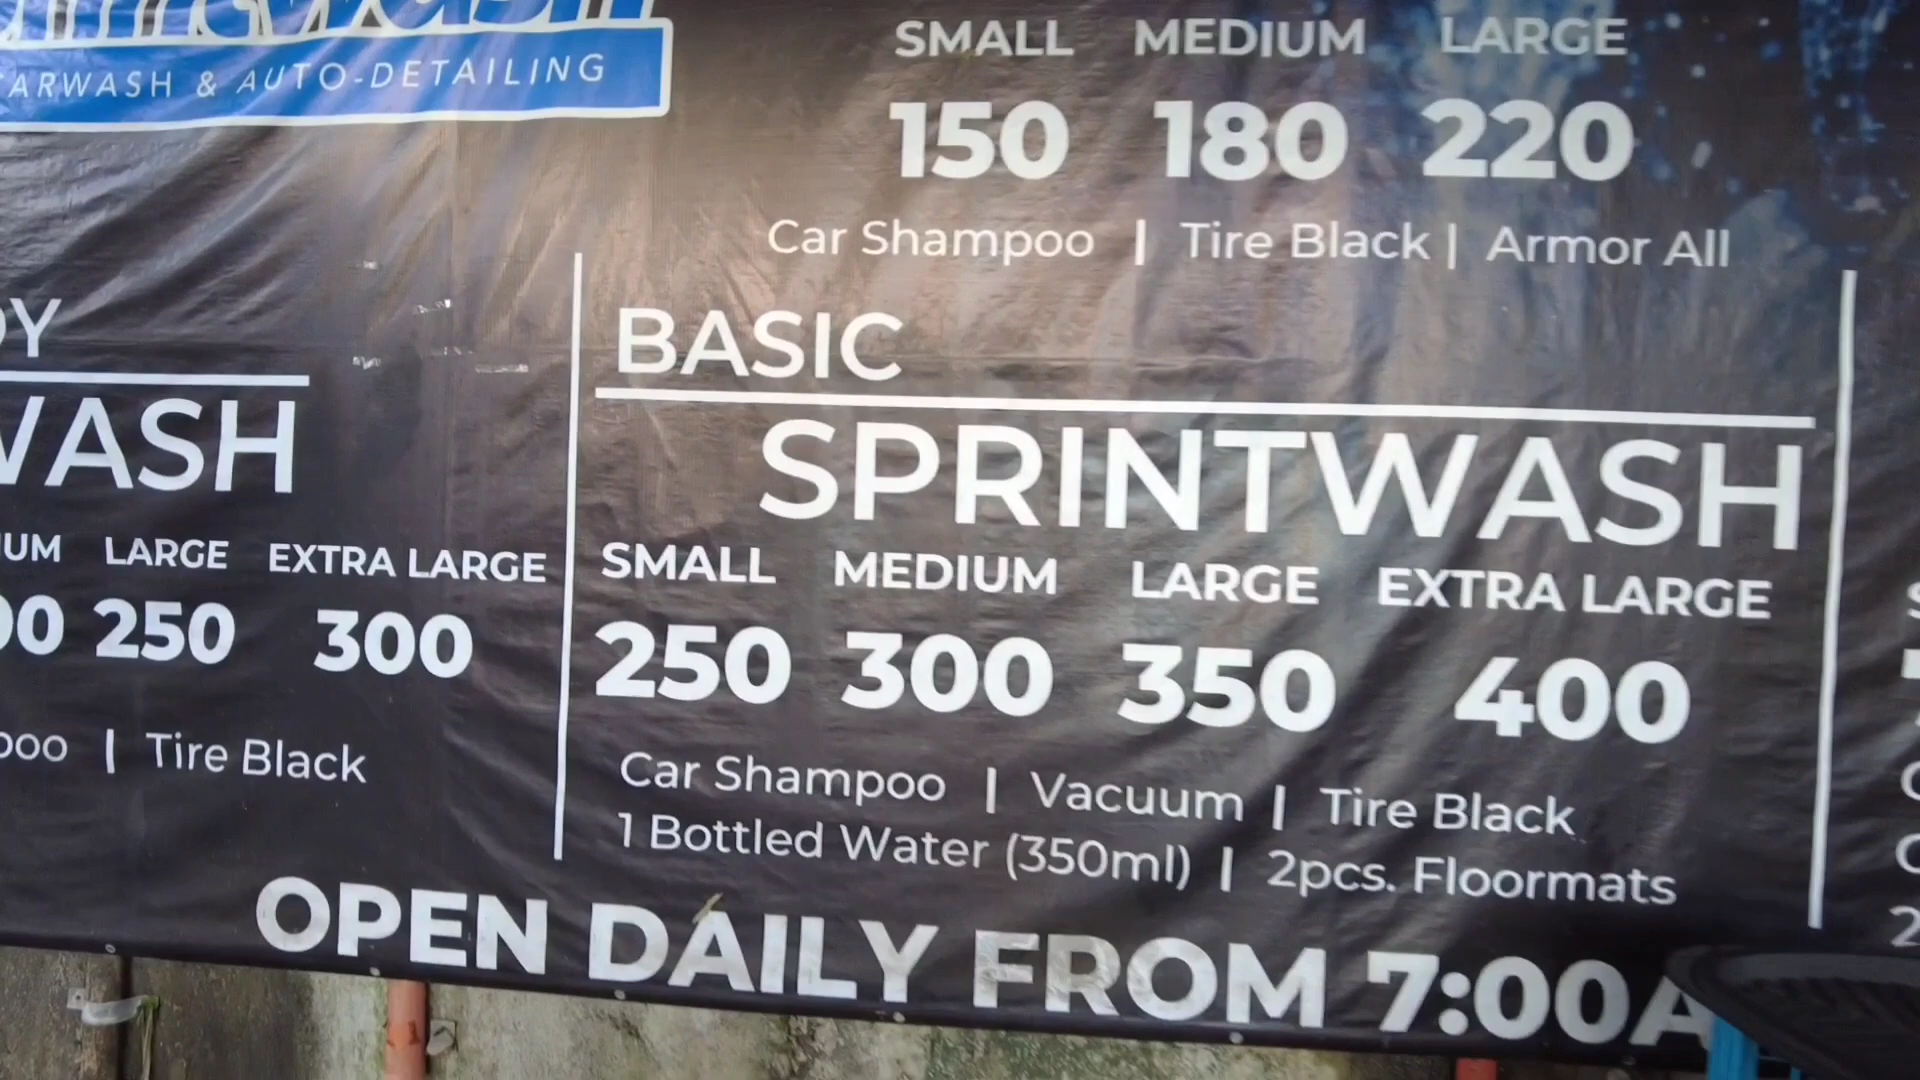 & AUTO-DETAILING
SMALL MEDIUM LARGE
150 180 220
Car Shampoo | Tire Black | Armor All
WASH
LARGE EXTRA LARGE
250 300
| Tire Black
BASIC
SPRINTWASH
SMALL MEDIUM LARGE EXTRA LARGE
250 300 350 400
Car Shampoo | Vacuum | Tire Black
1 Bottled Water (350ml) | 2pcs. Floormats
OPEN DAILY FROM 7:00A